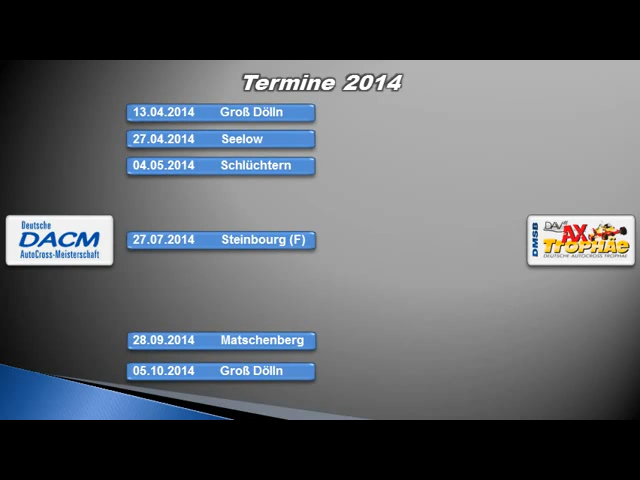 Termine 2014
13.04.2014 Groß Dölln
27.04.2014 Seelow
04.05.2014 Schlüchtern
Deutsche
DACM
AutoCross-Meisterschaft
27.07.2014 Steinbourg (F)
DMSB
DAV
AX
TROPHÄe
DEUTSCHE AUTOCROSS TROPHÄE
28.09.2014 Matschenberg
05.10.2014 Groß Dölln